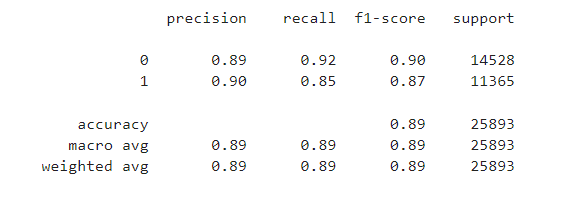 precision recall f1-score support
0 0.89 0.92 0.90 14528
1 0.90 0.85 0.87 11365
accuracy 0.89 25893
macro avg 0.89 0.89 0.89 25893
weighted avg 0.89 0.89 0.89 25893